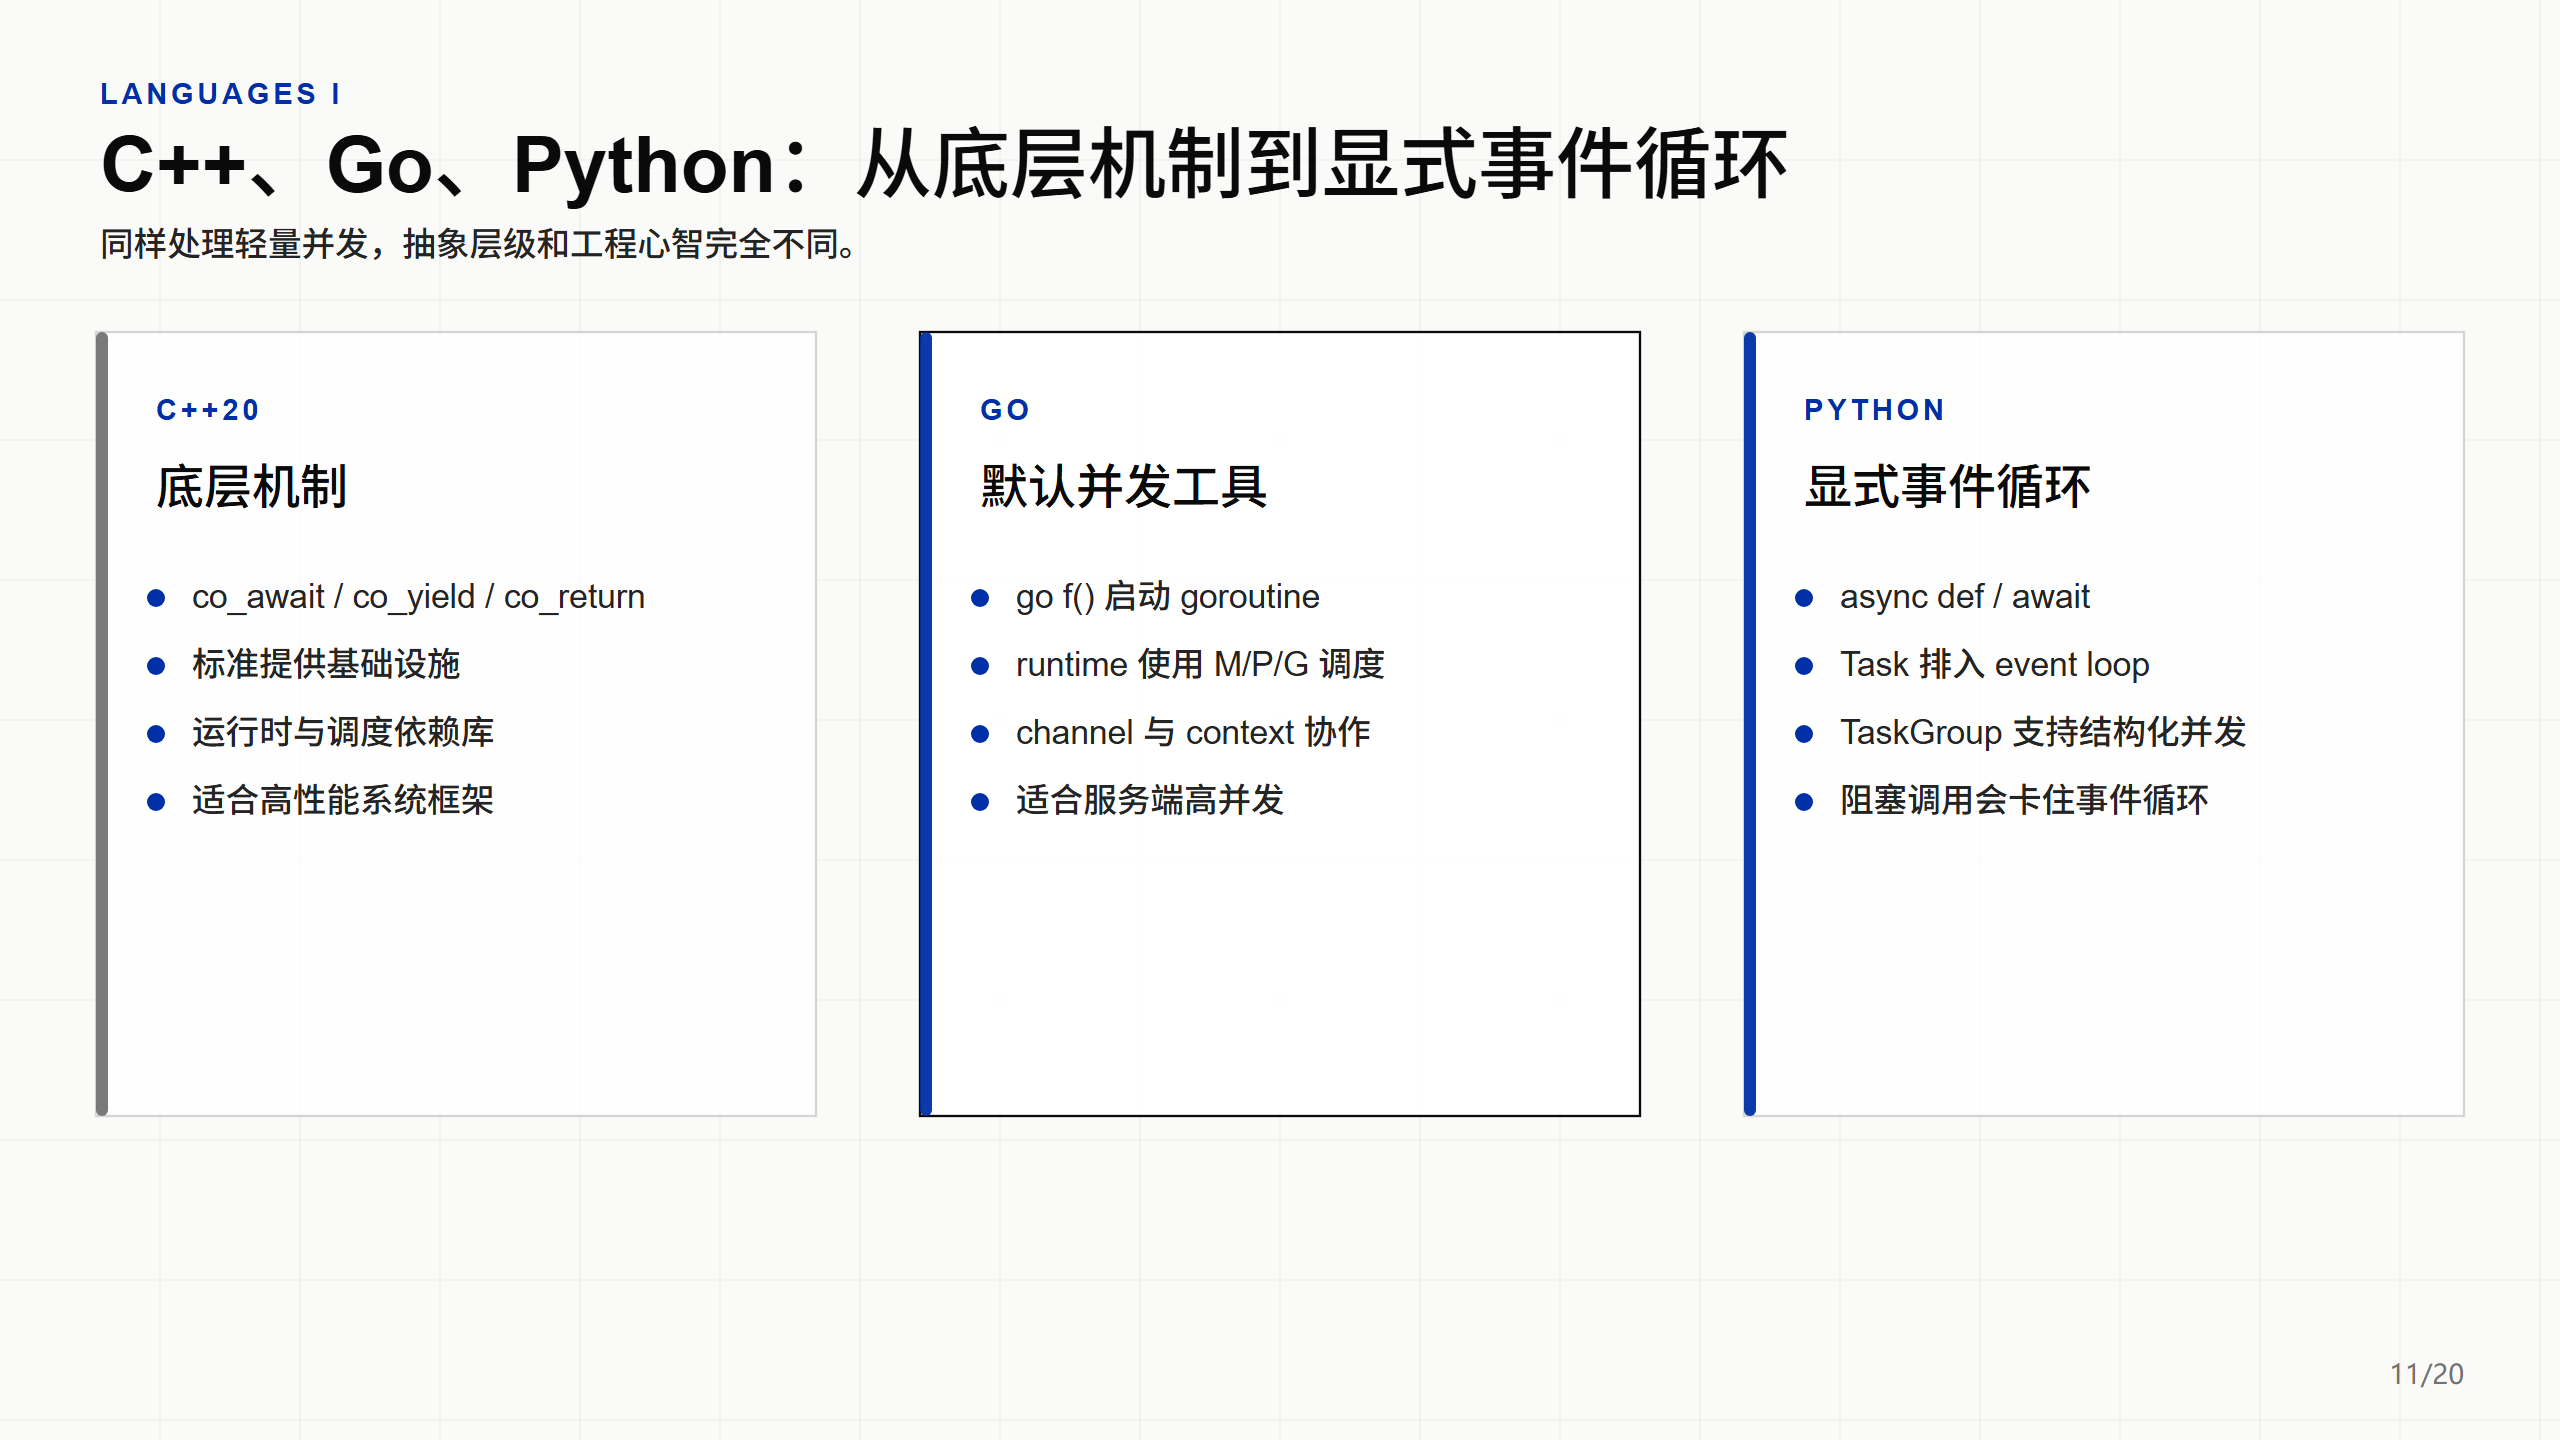 LANGUAGES I
C++、Go、Python：从底层机制到显式事件循环
同样处理轻量并发，抽象层级和工程心智完全不同。
C++20
底层机制
co_await / co_yield / co_return
标准提供基础设施
运行时与调度依赖库
适合高性能系统框架
GO
默认并发工具
go f() 启动 goroutine
runtime 使用 M/P/G 调度
channel 与 context 协作
适合服务端高并发
PYTHON
显式事件循环
async def / await
Task 排入 event loop
TaskGroup 支持结构化并发
阻塞调用会卡住事件循环
11/20